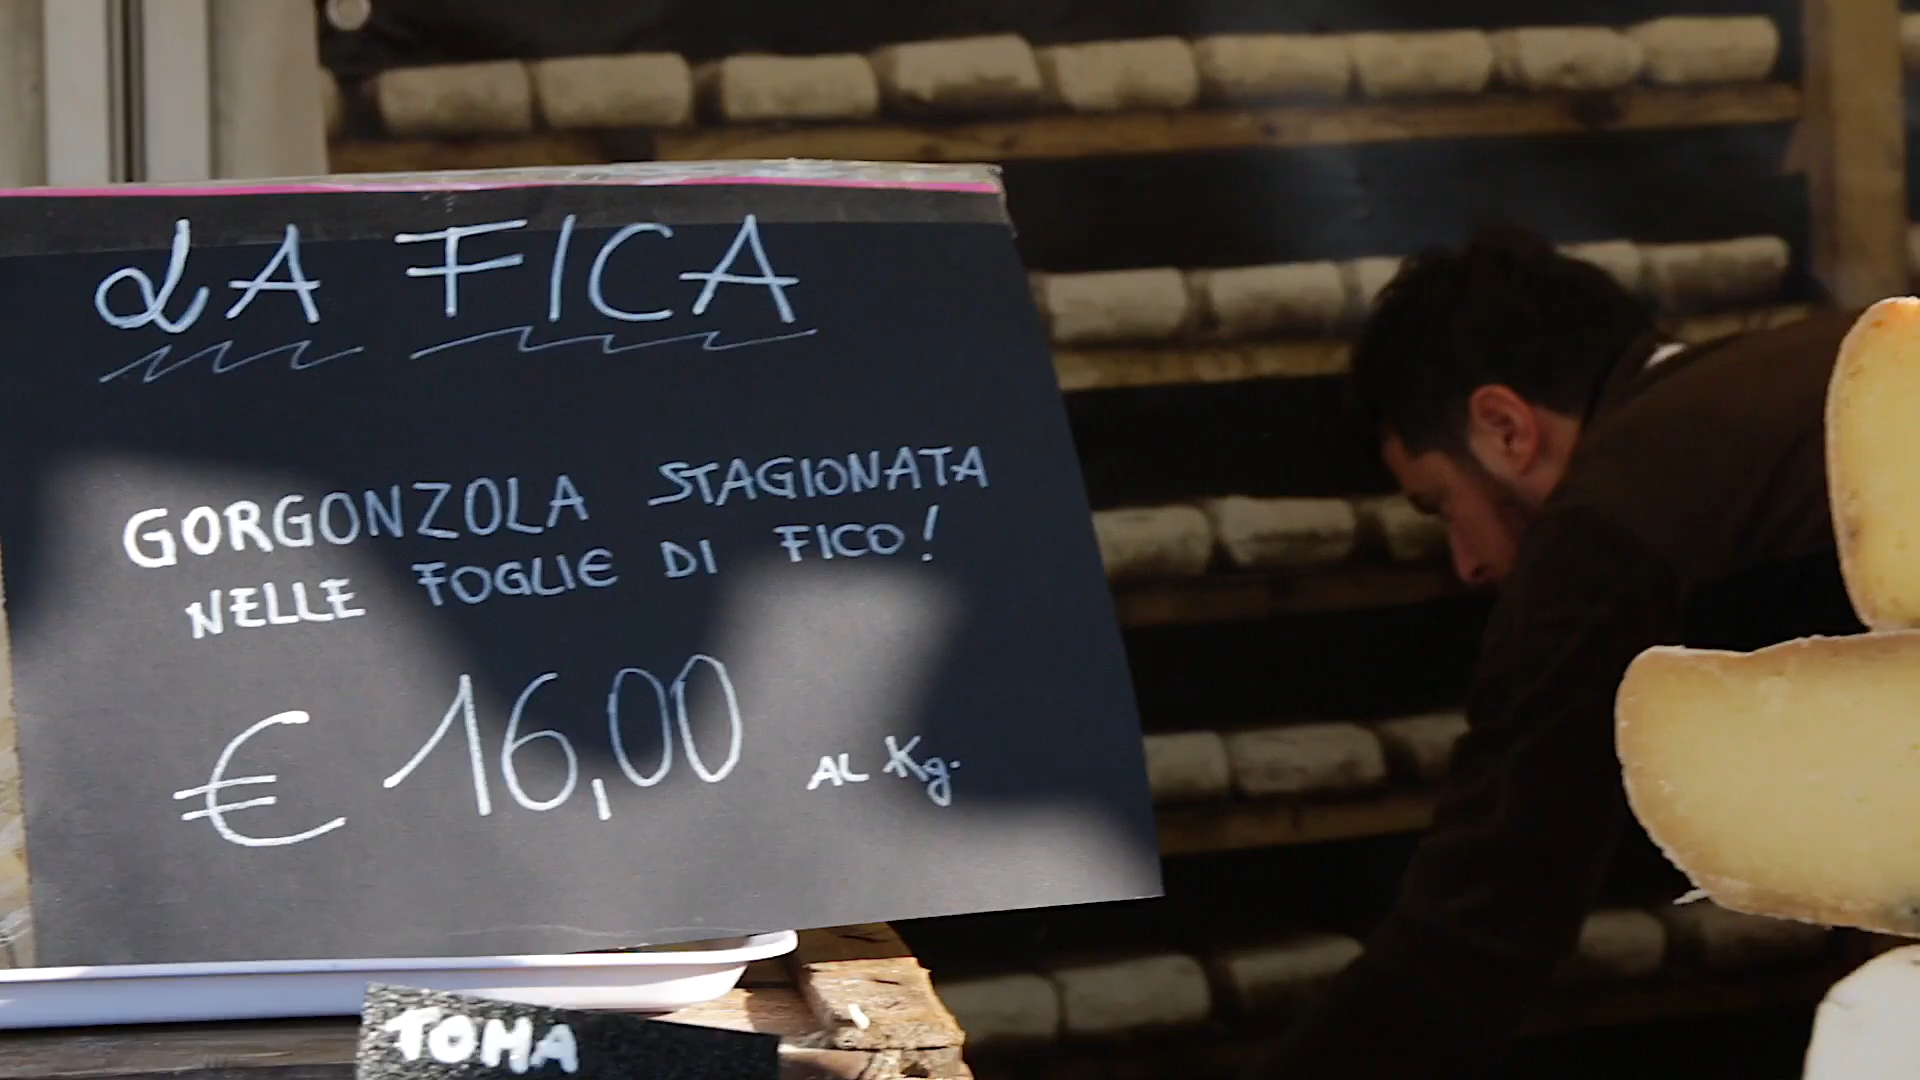 LA FICA
GORGONZOLA STAGIONATA
NELLE FOGLIE DI FICO!
€ 16,00 AL Kg.
TOMA